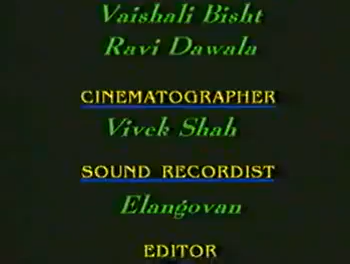 Vaishali Bisht
Ravi Dawala
CINEMATOGRAPHER
Vivek Shah
SOUND RECORDIST
Elangovan
EDITOR